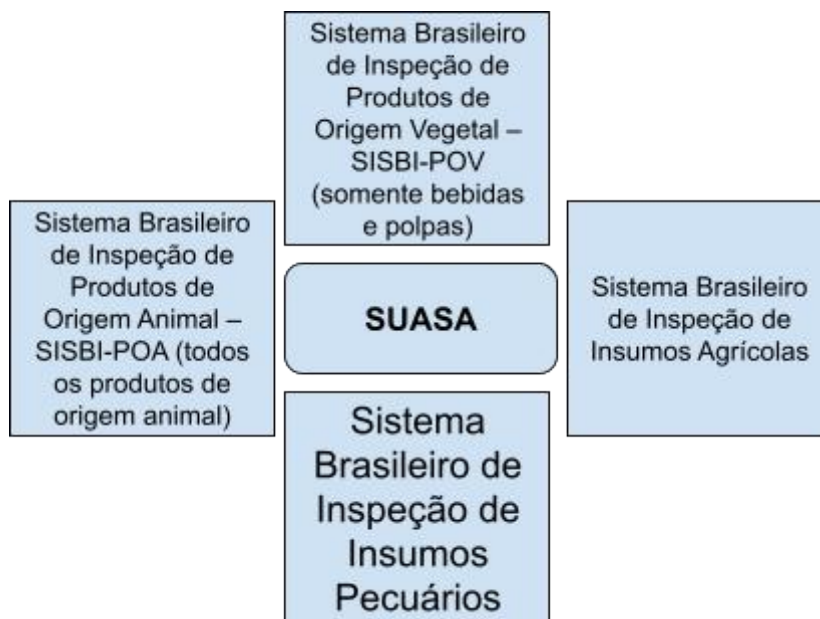 Sistema Brasileiro
de Inspeção de
Produtos de
Origem Vegetal –
SISBI-POV
(somente bebidas
e polpas)
Sistema Brasileiro
de Inspeção de
Produtos de
Origem Animal –
SISBI-POA (todos
os produtos de
origem animal)
SUASA
Sistema Brasileiro
de Inspeção de
Insumos Agrícolas
Sistema
Brasileiro de
Inspeção de
Insumos
Pecuários